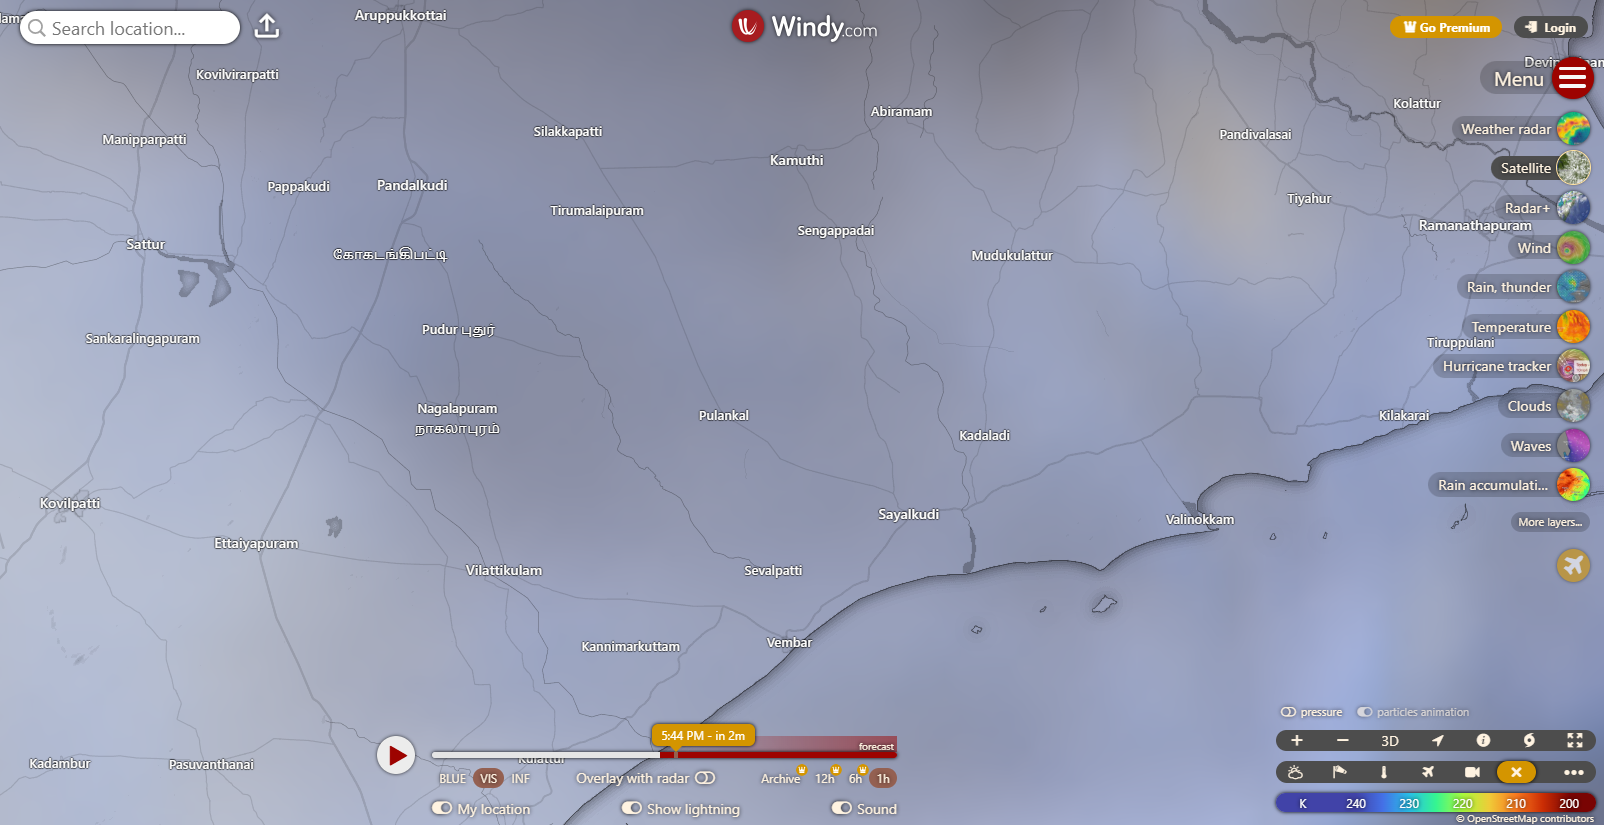 Search location...
Windy.com
Go Premium
Login
Menu
Weather radar
Satellite
Radar+
Wind
Rain, thunder
Temperature
Hurricane tracker
Clouds
Waves
Rain accumulati...
More layers...
Aruppukkottai
Kovilvirarpatti
Abiramam
Kolattur
Silakkapatti
Pandivalasai
Manipparpatti
Kamuthi
Pappakudi
Pandalkudi
Tiyahur
Tirumalaipuram
Ramanathapuram
Sengappadai
Sattur
கோகடங்கிபட்டி
Mudukulattur
Pudur புதுர்
Sankaralingapuram
Tiruppulani
Nagalapuram
நாகலாபுரம்
Pulankal
Kilakarai
Kadaladi
Kovilpatti
Sayalkudi
Valinokkam
Ettaiyapuram
Vilattikulam
Sevalpatti
Kannimarkuttam
Vembar
Kadambur
Pasuvanthanai
Kulattur
5:44 PM - in 2m
forecast
BLUE VIS INF
Overlay with radar
Archive 12h 6h 1h
My location
Show lightning
Sound
pressure
particles animation
3D
K 240 230 220 210 200
© OpenStreetMap contributors